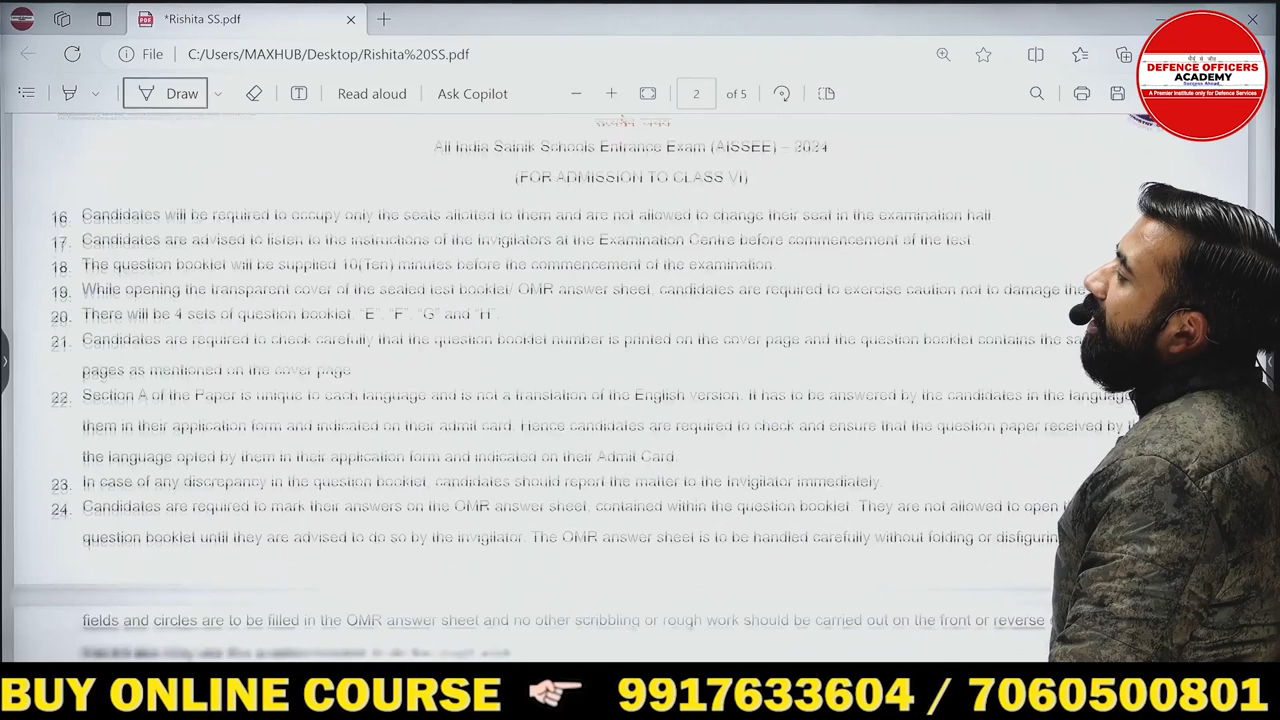 *Rishita SS.pdf
File
C:/Users/MAXHUB/Desktop/Rishita%20SS.pdf
Draw
Read aloud
Ask
2
of 5
DEFENCE OFFICERS
ACADEMY
Success Ahead
A Premier Institute only for Defence Services
सत्यमेव जयते
All India Sainik Schools Entrance Exam (AISSEE) – 2024
(FOR ADMISSION TO CLASS VI)
16. Candidates will be required to occupy only the seats allotted to them and are not allowed to change their seat in the examination hall.
17. Candidates are advised to listen to the instructions of the Invigilators at the Examination Centre before commencement of the test.
18. The question booklet will be supplied 10(Ten) minutes before the commencement of the examination.
19. While opening the transparent cover of the sealed test booklet/ OMR answer sheet, candidates are required to exercise caution not to damage the
20. There will be 4 sets of question booklet, “E”, “F”, “G” and “H”.
21. Candidates are required to check carefully that the question booklet number is printed on the cover page and the question booklet contains the
pages as mentioned on the cover page
22. Section A of the Paper is unique to each language and is not a translation of the English version. It has to be answered by the candidates in the language
them in their application form and indicated on their admit card. Hence candidates are required to check and ensure that the question paper received by
the language opted by them in their application form and indicated on their Admit Card.
23. In case of any discrepancy in the question booklet, candidates should report the matter to the invigilator immediately.
24. Candidates are required to mark their answers on the OMR answer sheet, contained within the question booklet. They are not allowed to open
question booklet until they are advised to do so by the invigilator. The OMR answer sheet is to be handled carefully without folding or
fields and circles are to be filled in the OMR answer sheet and no other scribbling or rough work should be carried out on the front or reverse
BUY ONLINE COURSE 9917633604 / 7060500801